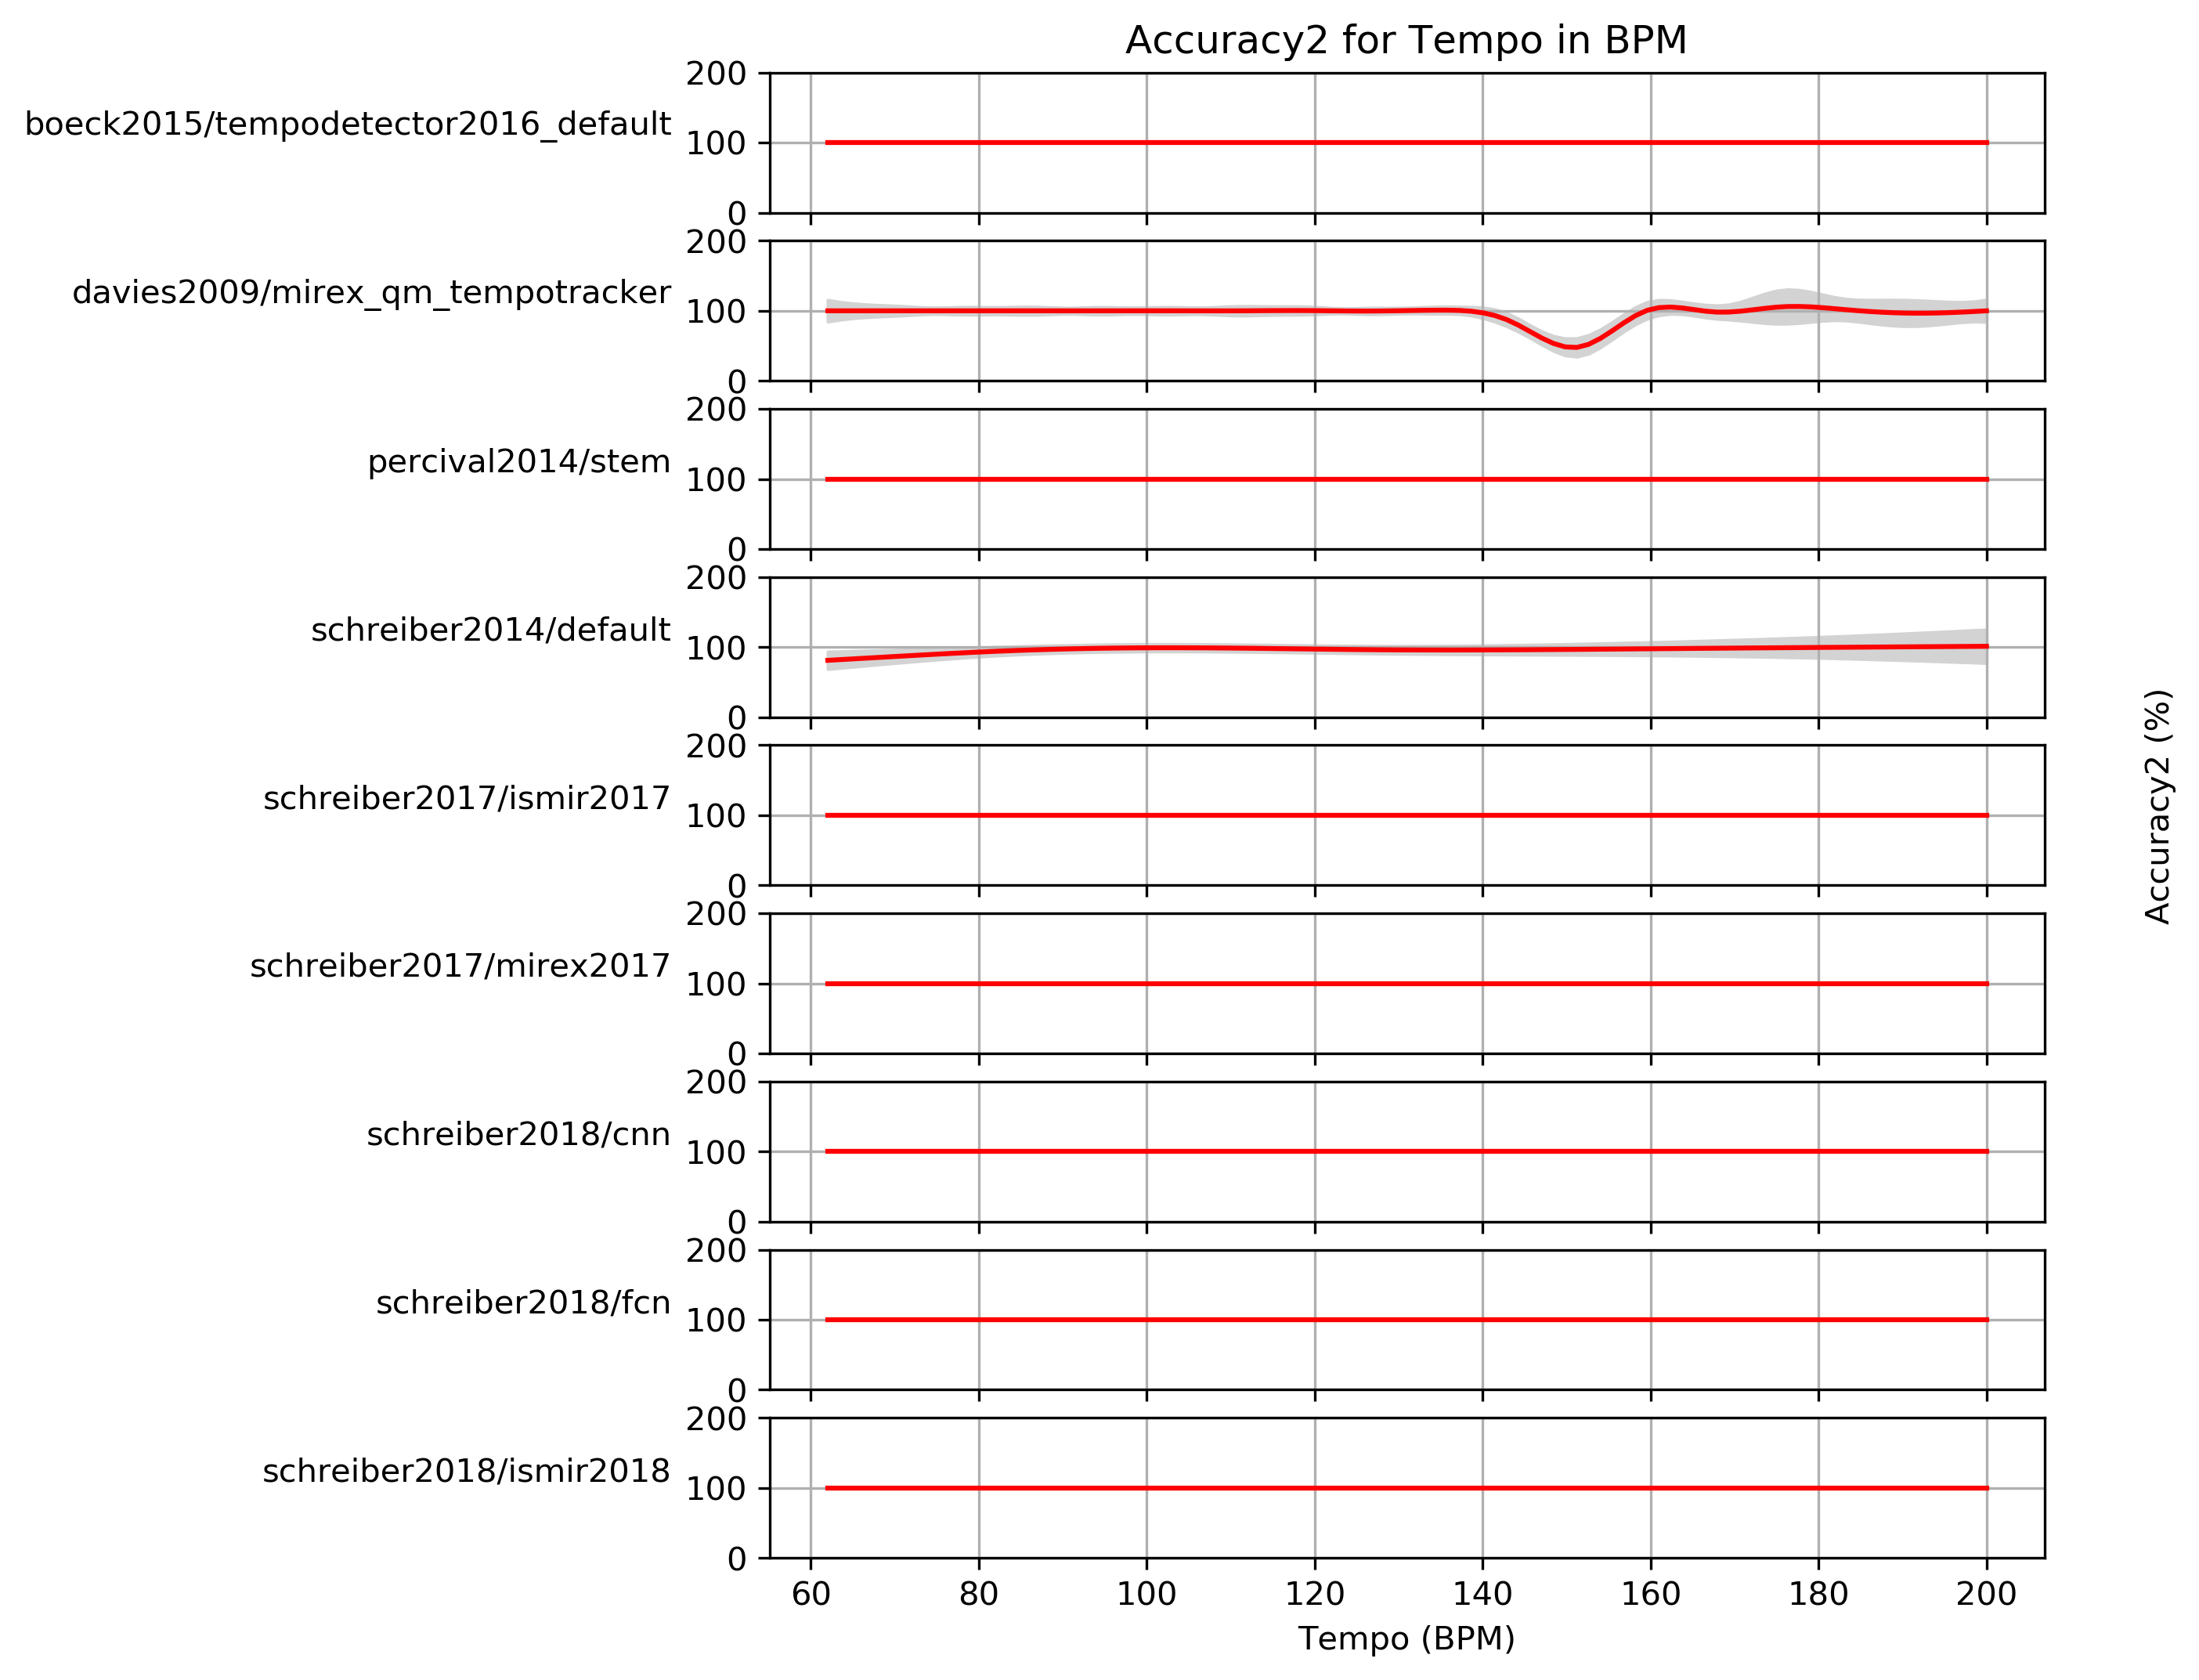 Accuracy2 for Tempo in BPM
boeck2015/tempodetector2016_default
200
100
0
davies2009/mirex_qm_tempotracker
200
100
0
percival2014/stem
200
100
0
schreiber2014/default
200
100
0
schreiber2017/ismir2017
200
100
0
schreiber2017/mirex2017
200
100
0
schreiber2018/cnn
200
100
0
schreiber2018/fcn
200
100
0
schreiber2018/ismir2018
200
100
0
60 80 100 120 140 160 180 200
Tempo (BPM)
Accuracy2 (%)